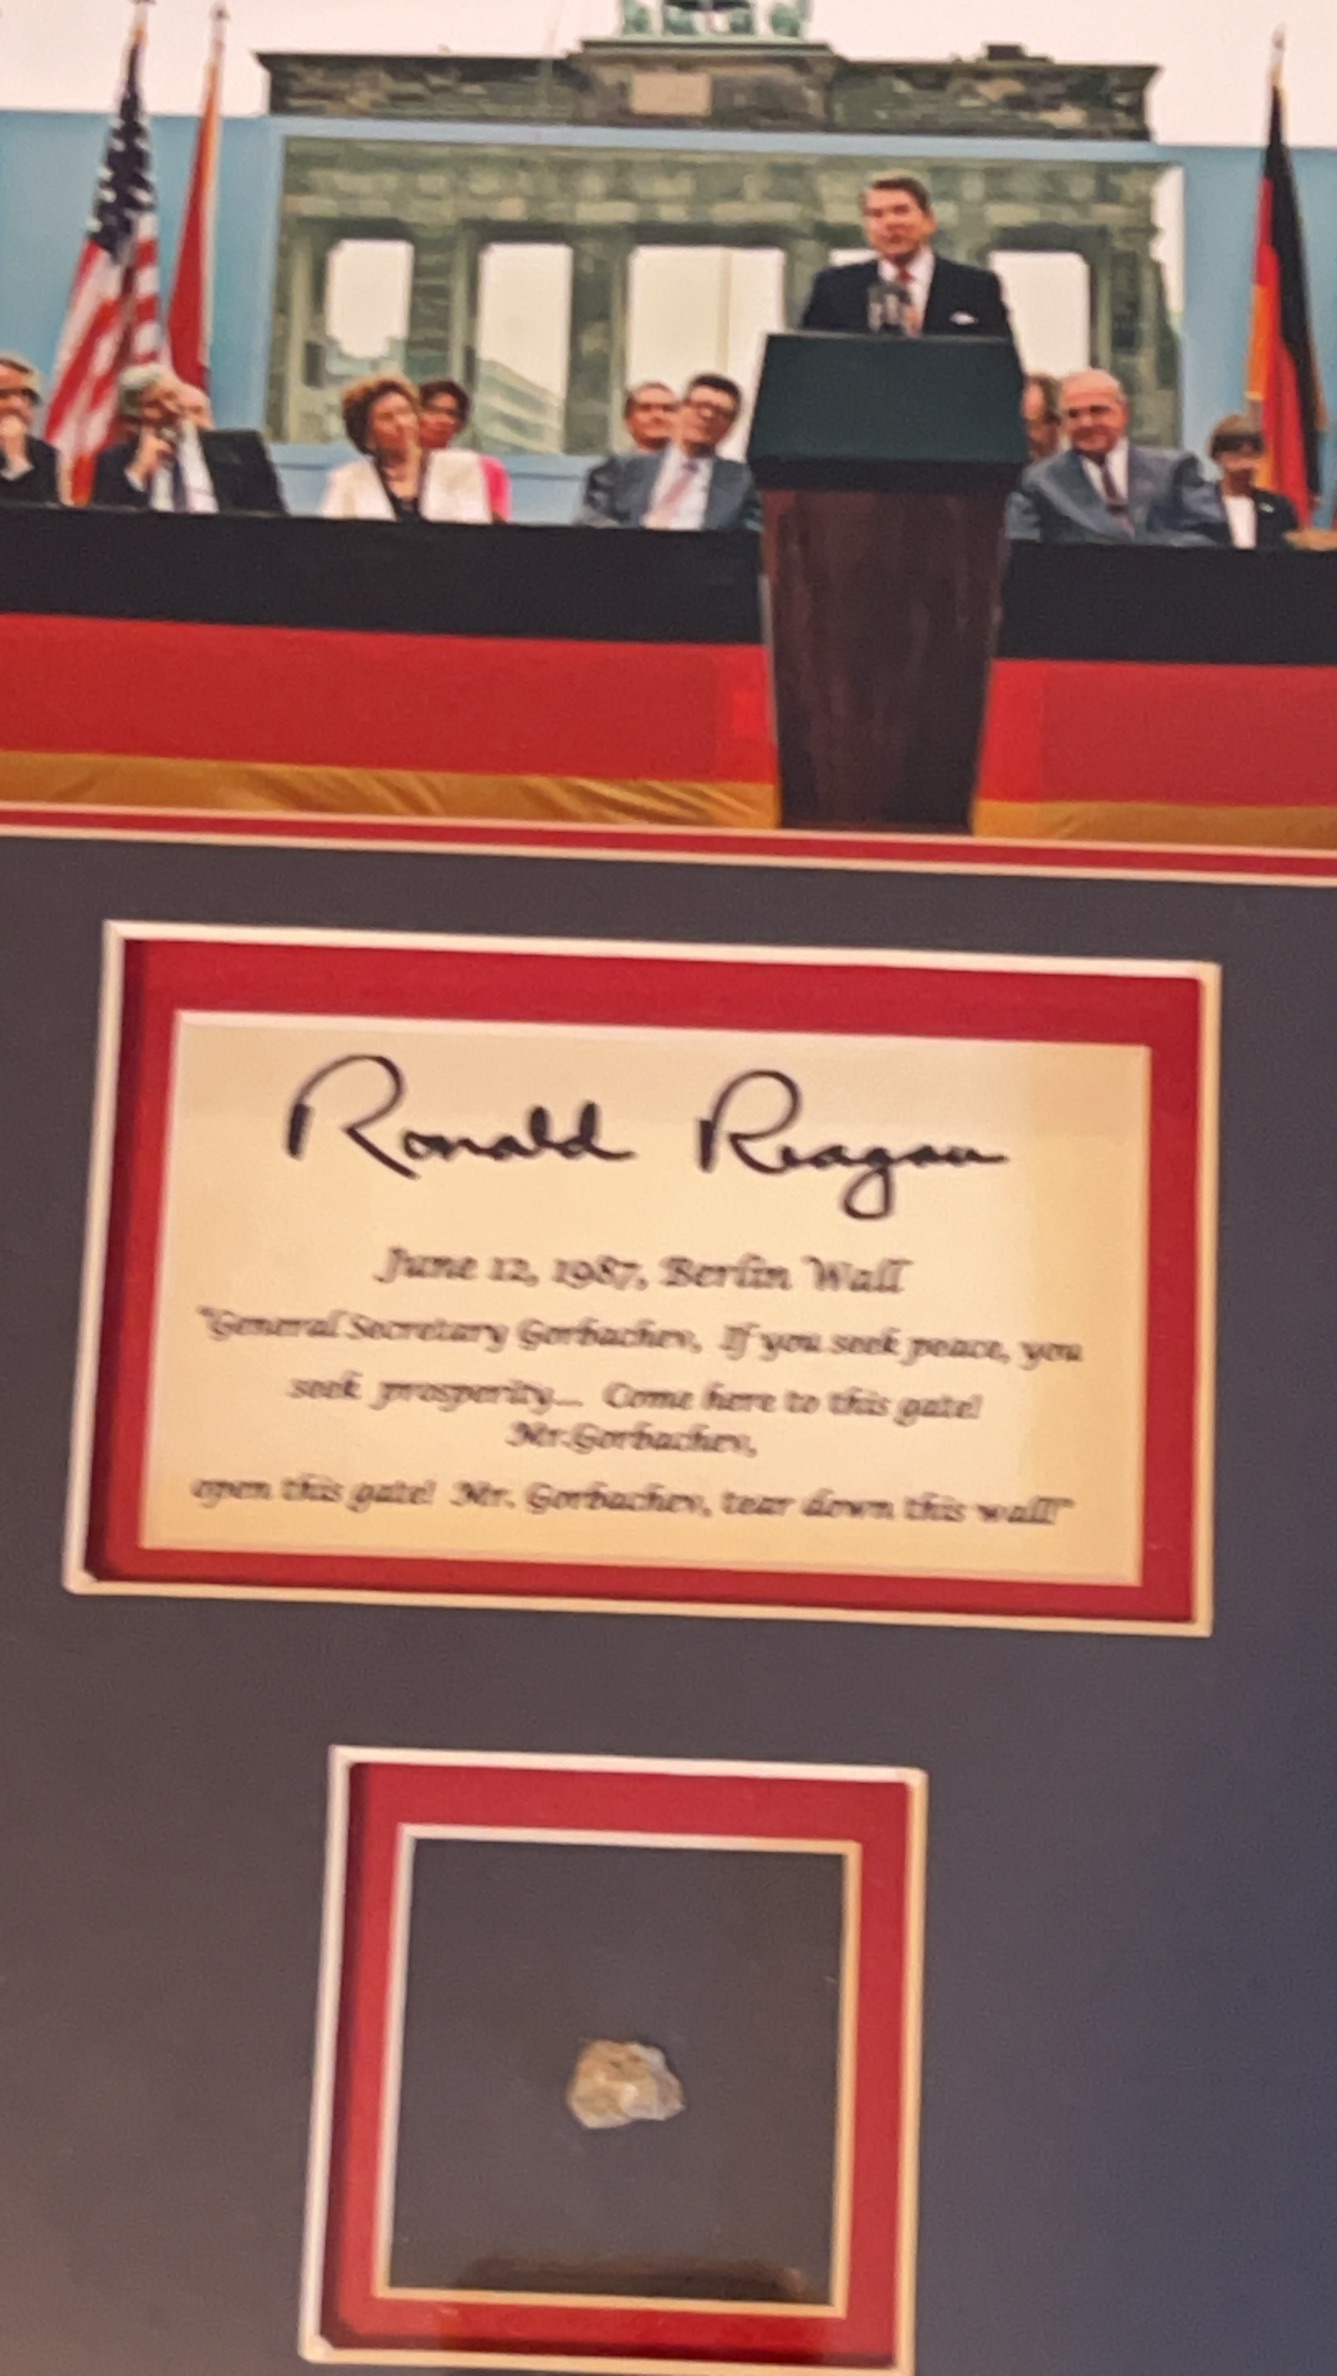 Ronald Reagan
June 12, 1987, Berlin Wall
"General Secretary Gorbachev, If you seek peace, you
seek prosperity... Come here to this gate!
Mr.Gorbachev,
open this gate! Mr. Gorbachev, tear down this wall!"